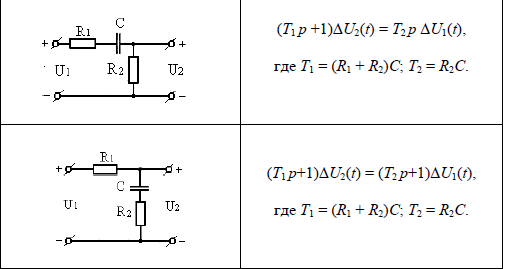 R1 C
+ +
(T1p +1)ΔU2(t) = T2p ΔU1(t),
U1 R2 U2
где T1 = (R1 + R2)C; T2 = R2C.
– –
R1
+ +
(T1p+1)ΔU2(t) = (T2p+1)ΔU1(t),
C
U1 R2 U2
где T1 = (R1 + R2)C; T2 = R2C.
– –